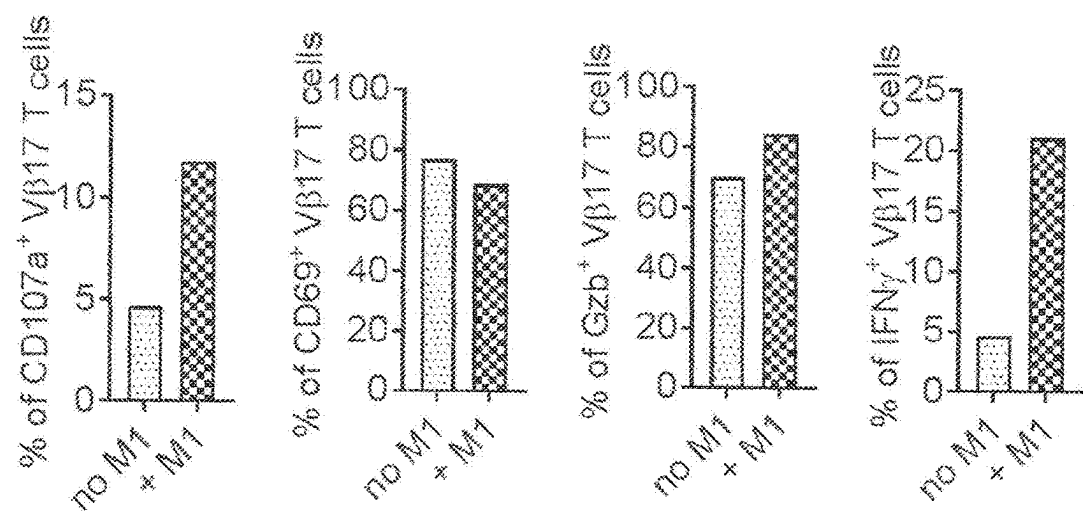 % of CD107a⁺ Vβ17 T cells
15
10
5
0
no M1
+ M1
% of CD69⁺ Vβ17 T cells
100
80
60
40
20
0
no M1
+ M1
% of Gzb⁺ Vβ17 T cells
100
80
60
40
20
0
no M1
+ M1
% of IFNγ⁺ Vβ17 T cells
25
20
15
10
5
0
no M1
+ M1